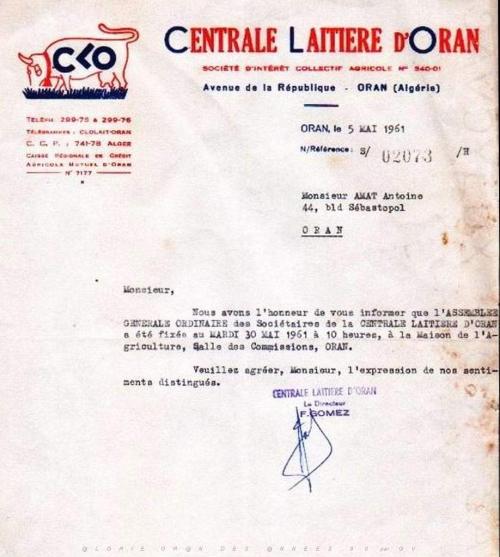 CLO
CENTRALE LAITIERE D'ORAN
SOCIÉTÉ D'INTÉRÊT COLLECTIF AGRICOLE Nº 540-01
Avenue de la République - ORAN (Algérie)
TÉLÉPH. 299-75 & 299-76
TÉLÉGRAMMES : CLOLAIT-ORAN
C. C. P. : 741-78 ALGER
CAISSE RÉGIONALE DE CRÉDIT
AGRICOLE MUTUEL D'ORAN
Nº 7177
ORAN, le 5 MAI 1961
N/Référence: S/ 02073 /H
Monsieur AMAT Antoine
44, bld Sébastopol
O R A N
Monsieur,
Nous avons l'honneur de vous informer que l'ASSEMBLEE
GENERALE ORDINAIRE des Sociétaires de la CENTRALE LAITIERE D'ORAN
a été fixée au MARDI 30 MAI 1961 à 10 heures, à la Maison de l'A-
griculture, Salle des Commissions, ORAN.
Veuillez agréer, Monsieur, l'expression de nos senti-
ments distingués.
CENTRALE LAITIERE D'ORAN
Le Directeur
F. GOMEZ